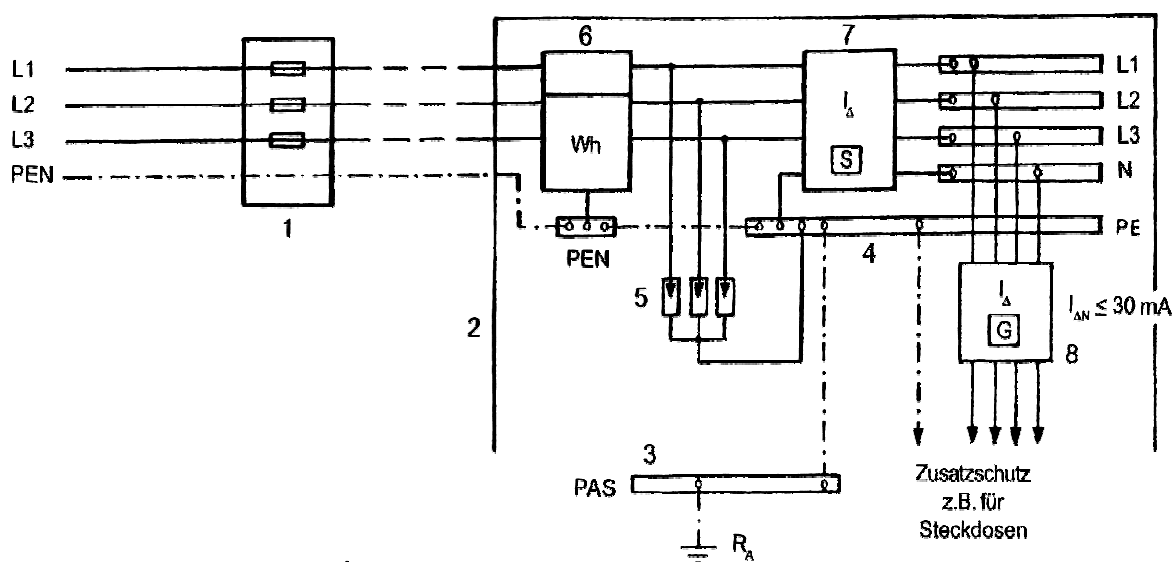 6
7
L1
L1
L2
I∆
L2
L3
Wh
S
L3
PEN
N
1
PEN
4
PE
5
2
I∆
G
I∆N ≤ 30 mA
8
3
PAS
RA
Zusatzschutz
z.B. für
Steckdosen